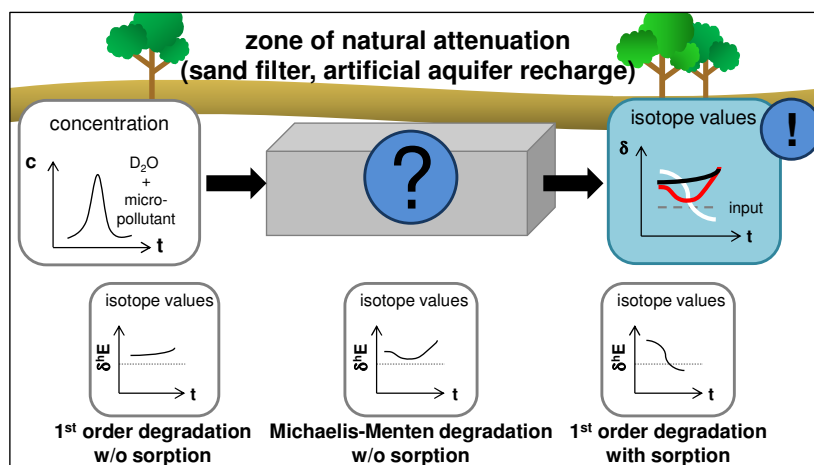 zone of natural attenuation
(sand filter, artificial aquifer recharge)
concentration
c
D₂O
+
micro-
pollutant
t
?
isotope values
!
δ
input
t
isotope values
δʰE
t
1st order degradation
w/o sorption
isotope values
δʰE
t
Michaelis-Menten degradation
w/o sorption
isotope values
δʰE
t
1st order degradation
with sorption